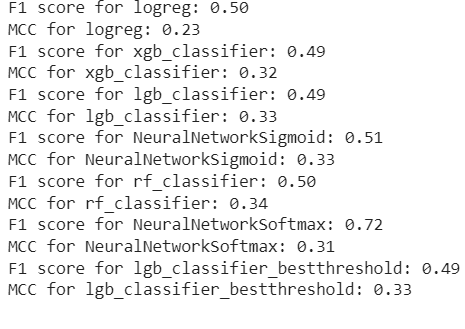 F1 score for logreg: 0.50
MCC for logreg: 0.23
F1 score for xgb_classifier: 0.49
MCC for xgb_classifier: 0.32
F1 score for lgb_classifier: 0.49
MCC for lgb_classifier: 0.33
F1 score for NeuralNetworkSigmoid: 0.51
MCC for NeuralNetworkSigmoid: 0.33
F1 score for rf_classifier: 0.50
MCC for rf_classifier: 0.34
F1 score for NeuralNetworkSoftmax: 0.72
MCC for NeuralNetworkSoftmax: 0.31
F1 score for lgb_classifier_bestthreshold: 0.49
MCC for lgb_classifier_bestthreshold: 0.33